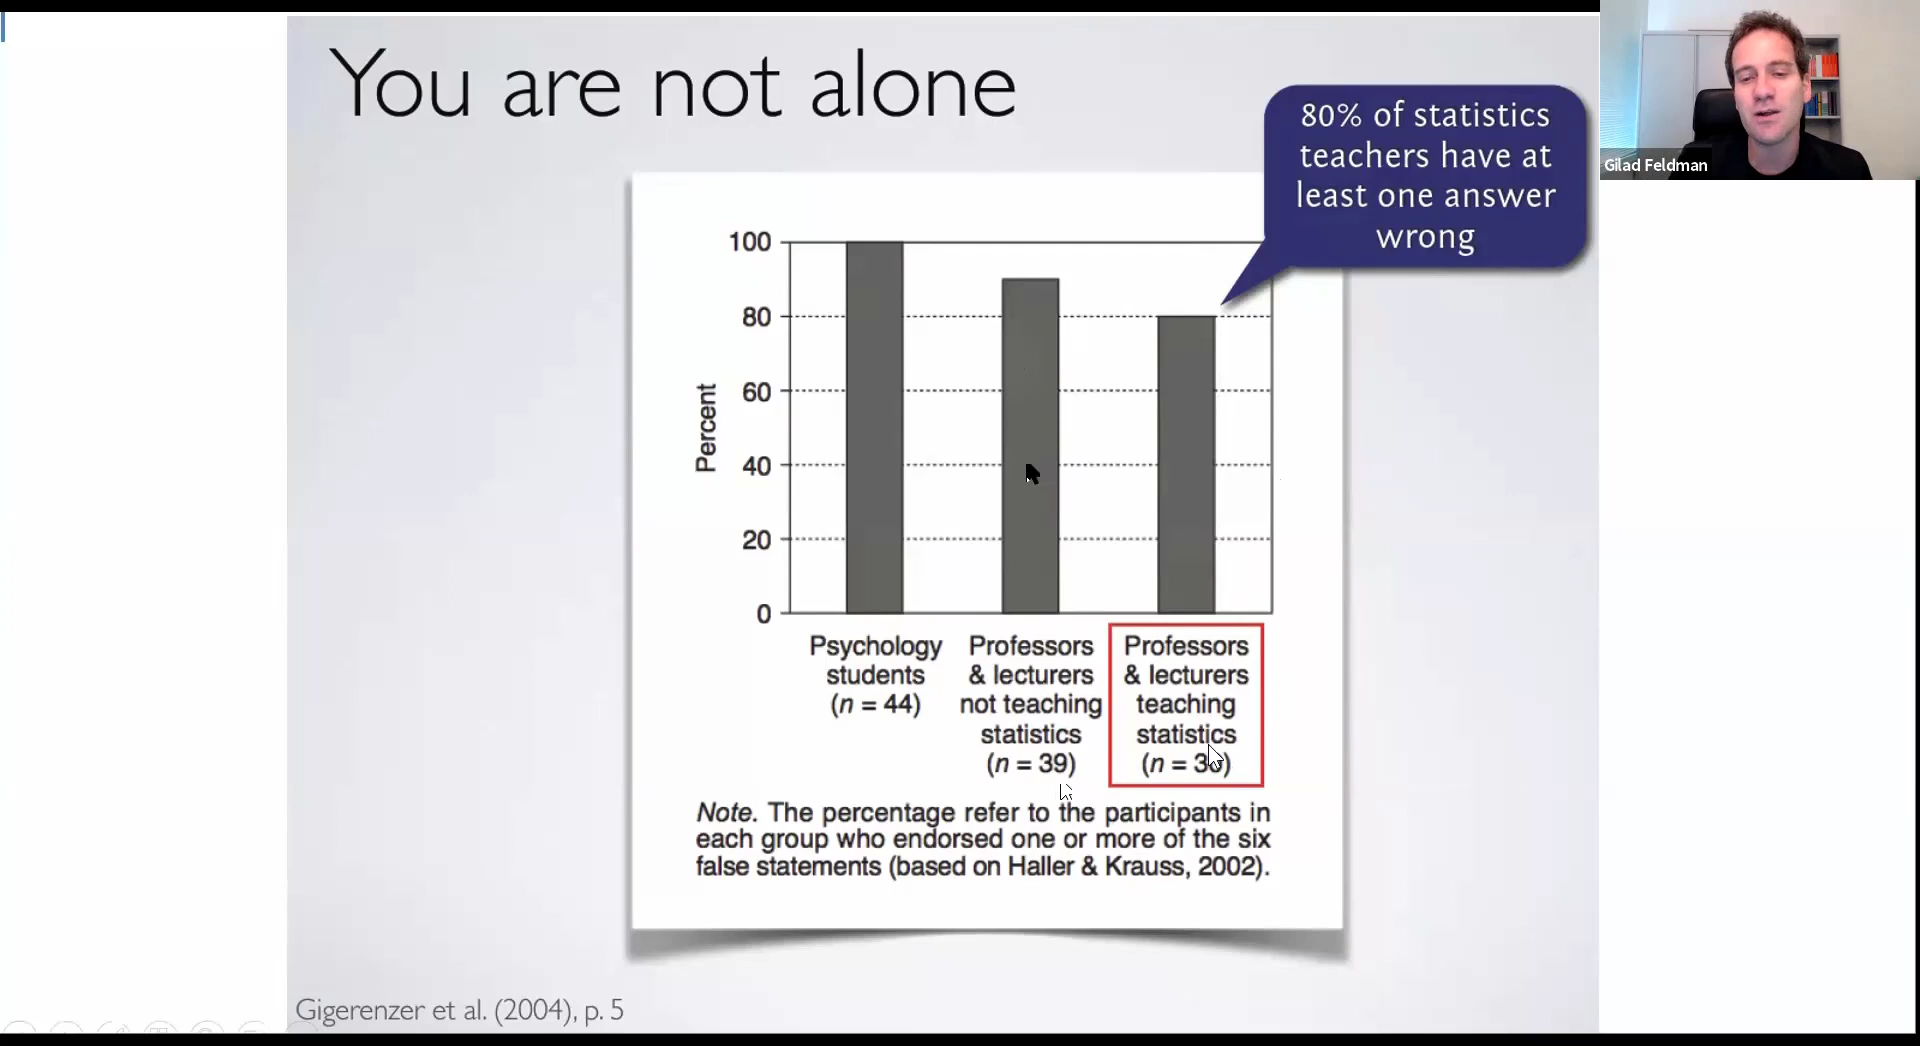 You are not alone
80% of statistics
teachers have at
least one answer
wrong
Gilad Feldman
100
80
60
40
20
0
Percent
Psychology
students
(n = 44)
Professors
& lecturers
not teaching
statistics
(n = 39)
Professors
& lecturers
teaching
statistics
(n = 30)
Note. The percentage refer to the participants in
each group who endorsed one or more of the six
false statements (based on Haller & Krauss, 2002).
Gigerenzer et al. (2004), p. 5